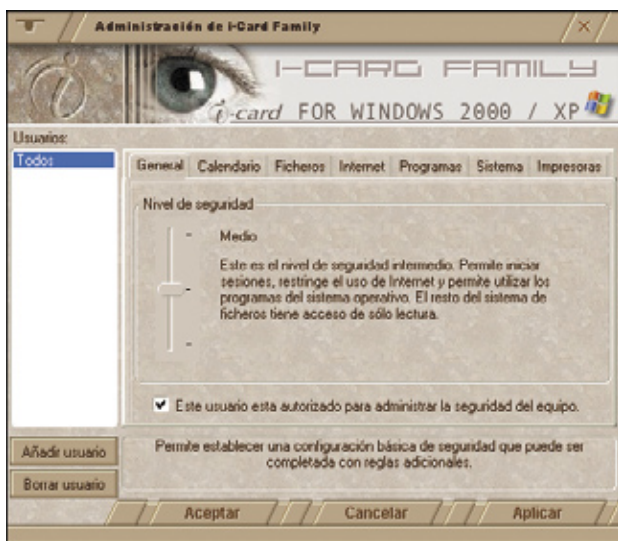 Administración de i-Card Family
I-CARD FAMILY
i-card FOR WINDOWS 2000 / XP
Usuarios:
Todos
General Calendario Ficheros Internet Programas Sistema Impresoras
Nivel de seguridad
Medio
Este es el nivel de seguridad intermedio. Permite iniciar
sesiones, restringe el uso de Internet y permite utilizar los
programas del sistema operativo. El resto del sistema de
ficheros tiene acceso de sólo lectura.
Este usuario esta autorizado para administrar la seguridad del equipo.
Añadir usuario
Borrar usuario
Permite establecer una configuración básica de seguridad que puede ser
completada con reglas adicionales.
Aceptar Cancelar Aplicar